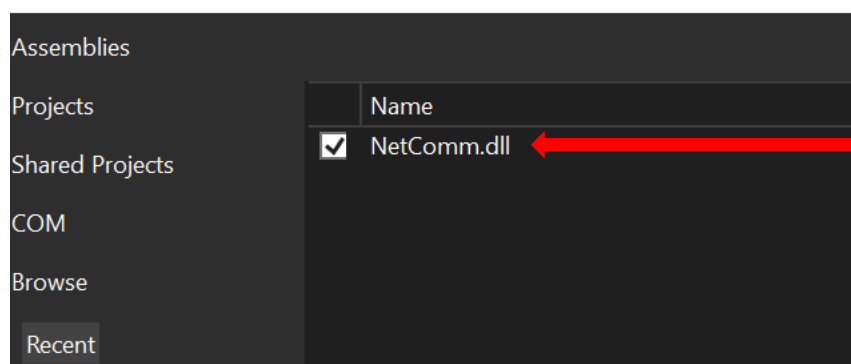 Assemblies
Projects
Name
NetComm.dll
Shared Projects
COM
Browse
Recent